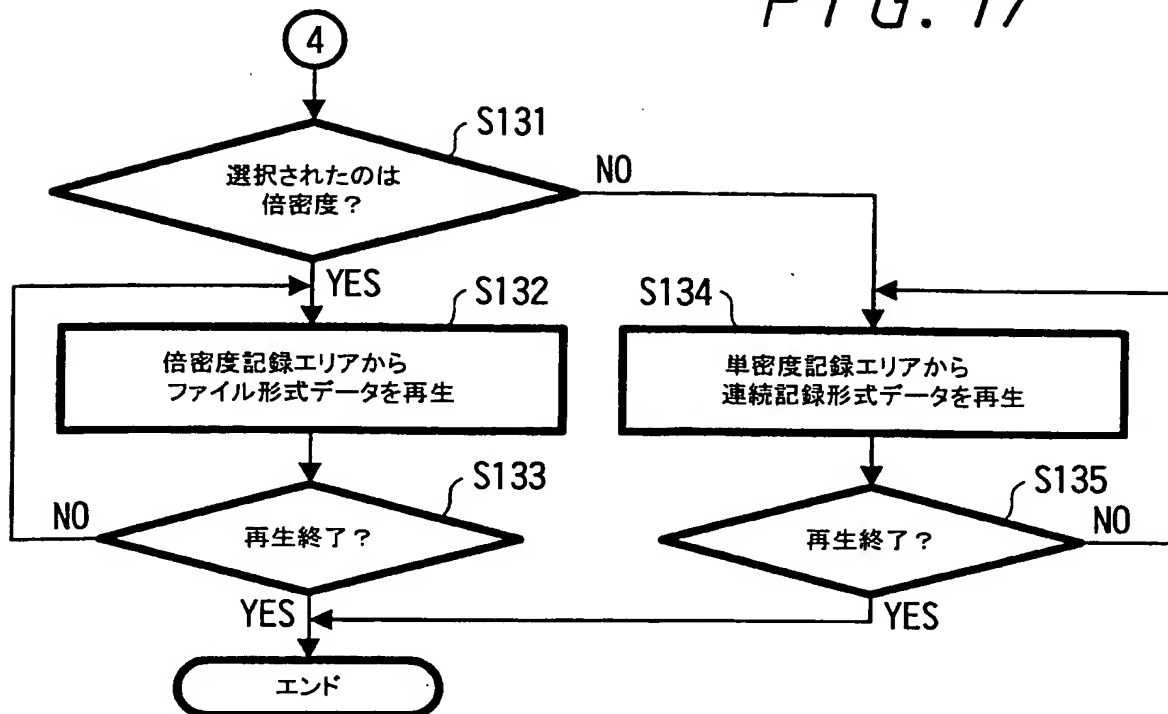 FIG. 17
4
S131
選択されたのは
倍密度？
NO
YES
S132
倍密度記録エリアから
ファイル形式データを再生
S134
単密度記録エリアから
連続記録形式データを再生
S133
再生終了？
NO
YES
S135
再生終了？
NO
YES
エンド